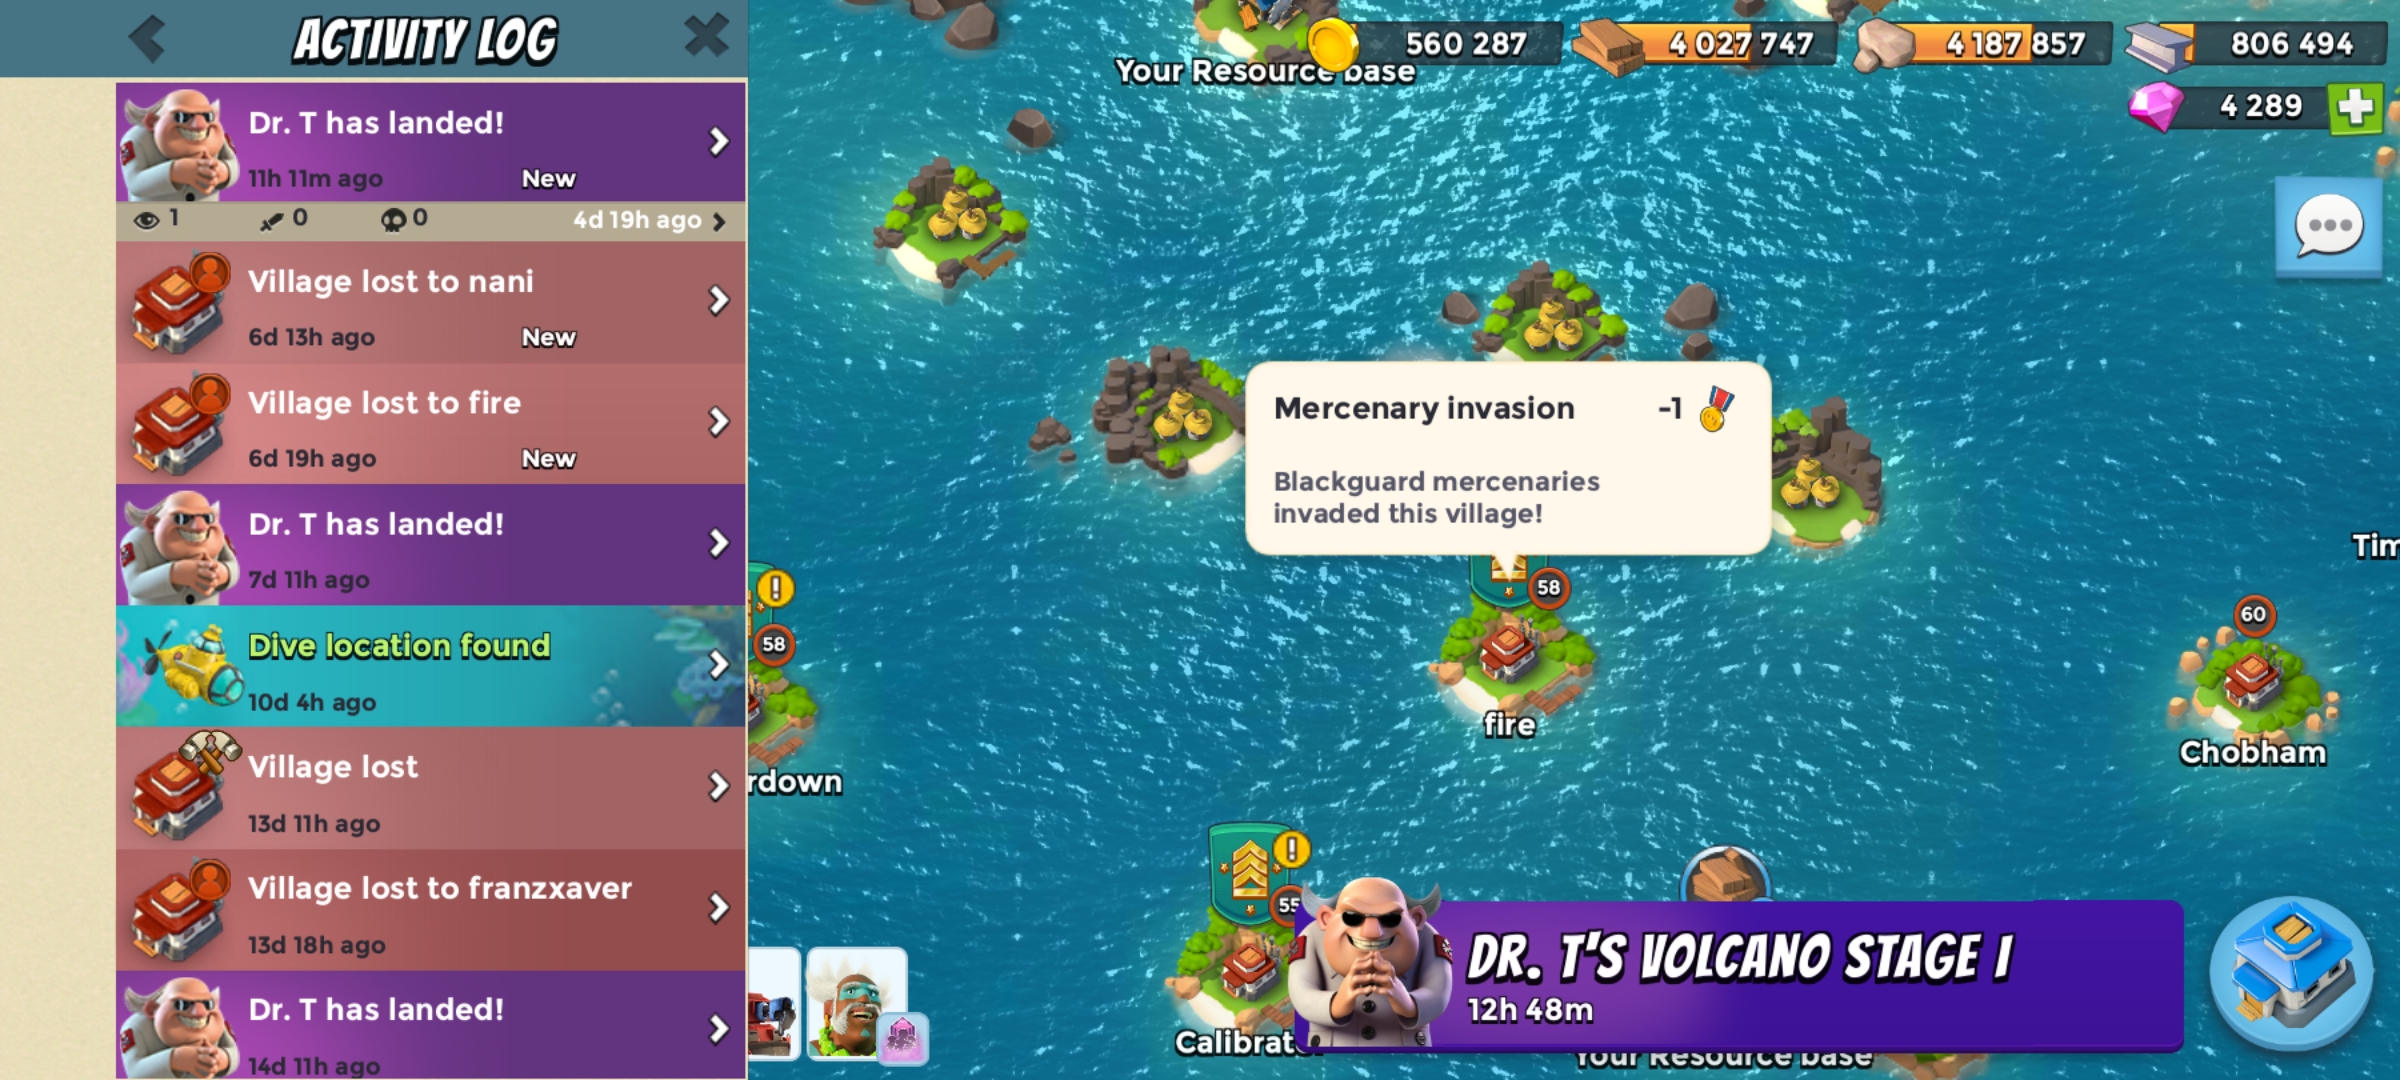 ACTIVITY LOG
Dr. T has landed!
11h 11m ago
New
1
0
0
4d 19h ago
Village lost to nani
6d 13h ago
New
Village lost to fire
6d 19h ago
New
Dr. T has landed!
7d 11h ago
Dive location found
10d 4h ago
Village lost
13d 11h ago
Village lost to franzxaver
13d 18h ago
Dr. T has landed!
14d 11h ago
560 287
4 027 747
4 187 857
806 494
4 289
Your Resource base
Mercenary invasion -1
Blackguard mercenaries
invaded this village!
Tim
!
58
58
60
fire
Chobham
rdown
!
55
Calibrat
DR. T'S VOLCANO STAGE I
12h 48m
Your Resource base